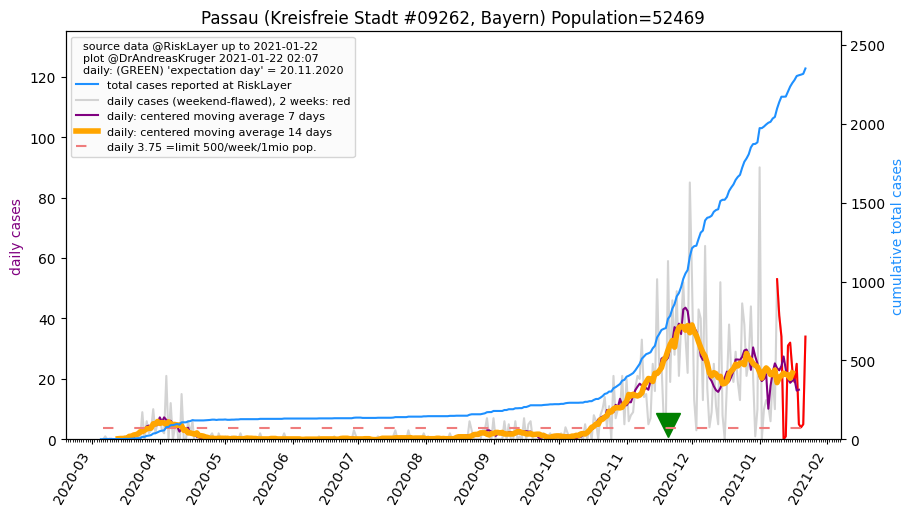 Passau (Kreisfreie Stadt #09262, Bayern) Population=52469
source data @RiskLayer up to 2021-01-22
plot @DrAndreasKruger 2021-01-22 02:07
daily: (GREEN) 'expectation day' = 20.11.2020
total cases reported at RiskLayer
daily cases (weekend-flawed), 2 weeks: red
daily: centered moving average 7 days
daily: centered moving average 14 days
daily 3.75 =limit 500/week/1mio pop.
daily cases
120
100
80
60
40
20
0
2500
2000
1500
1000
500
0
cumulative total cases
2020-03
2020-04
2020-05
2020-06
2020-07
2020-08
2020-09
2020-10
2020-11
2020-12
2021-01
2021-02